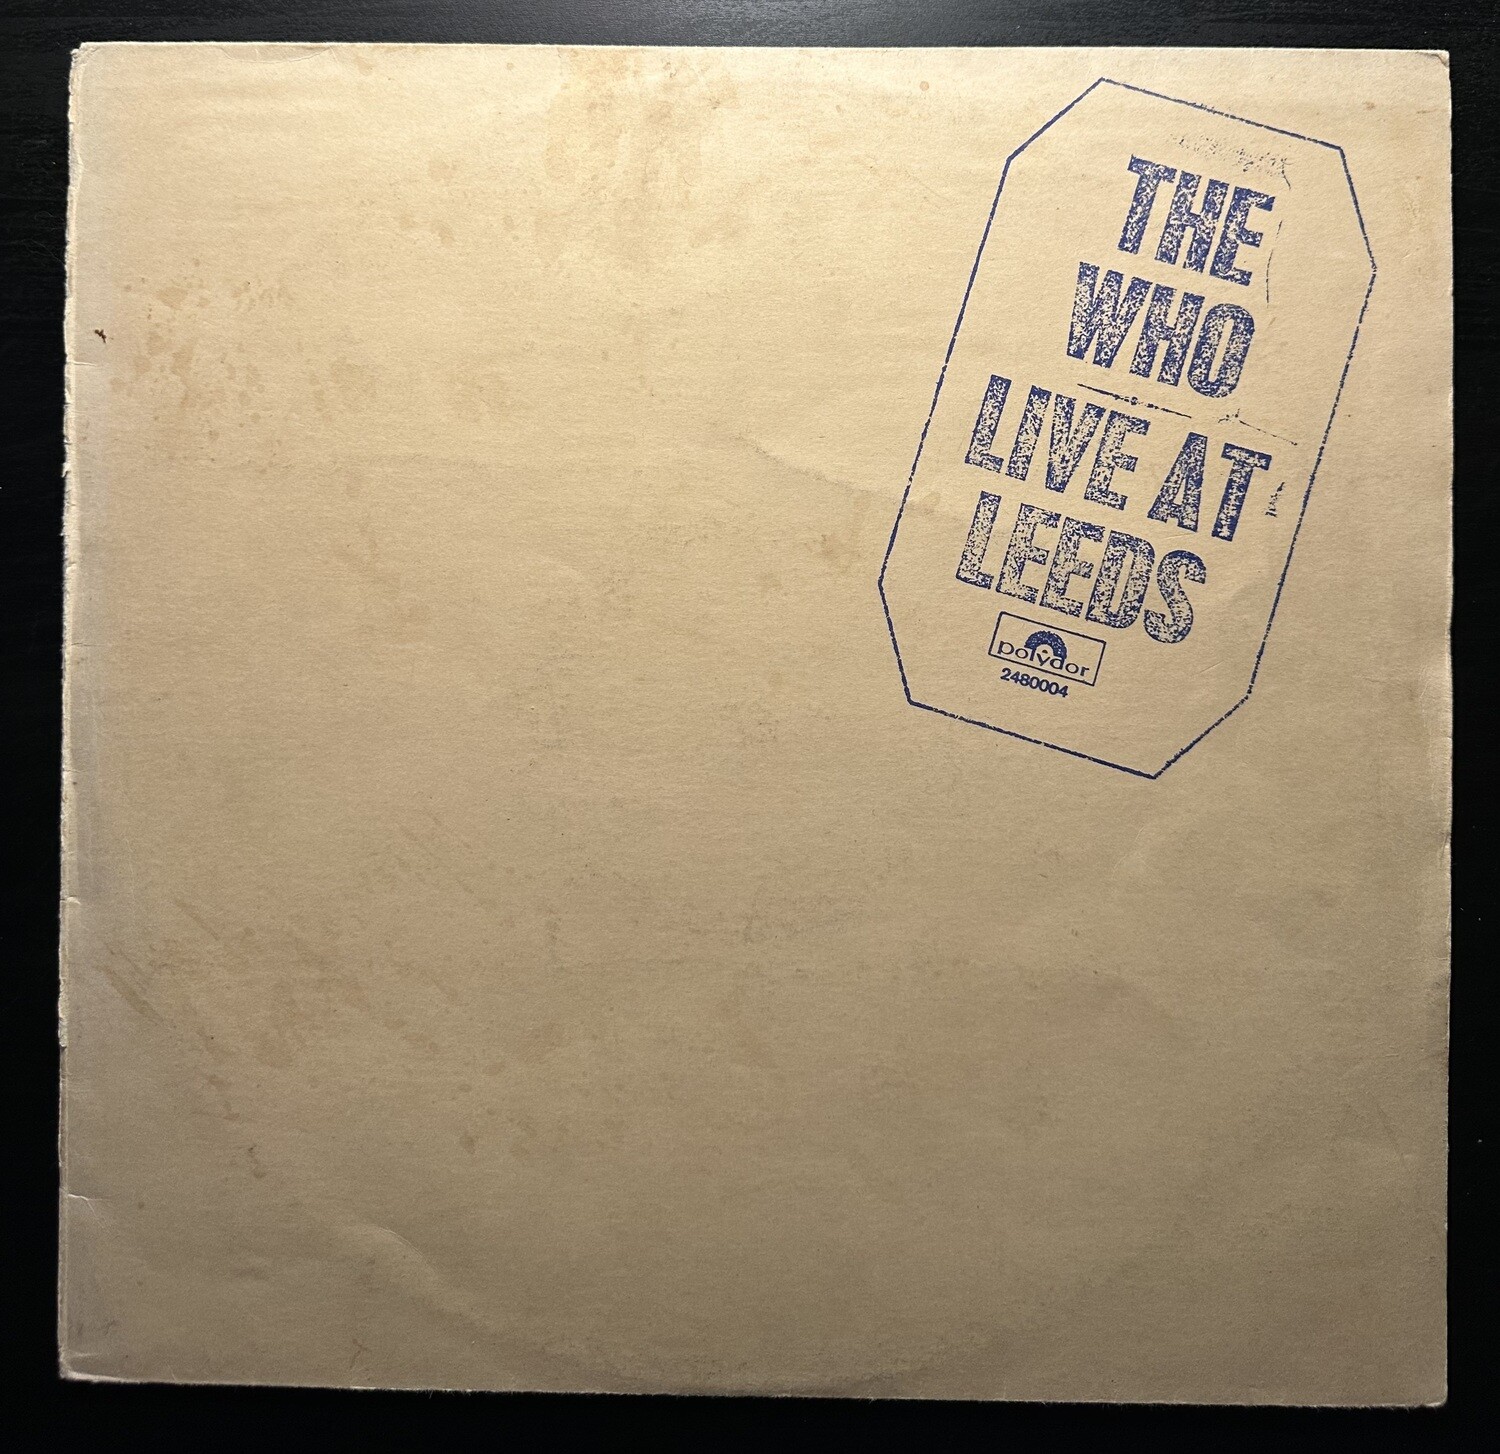 THE
WHO
LIVE AT
LEEDS
polydor
2480004